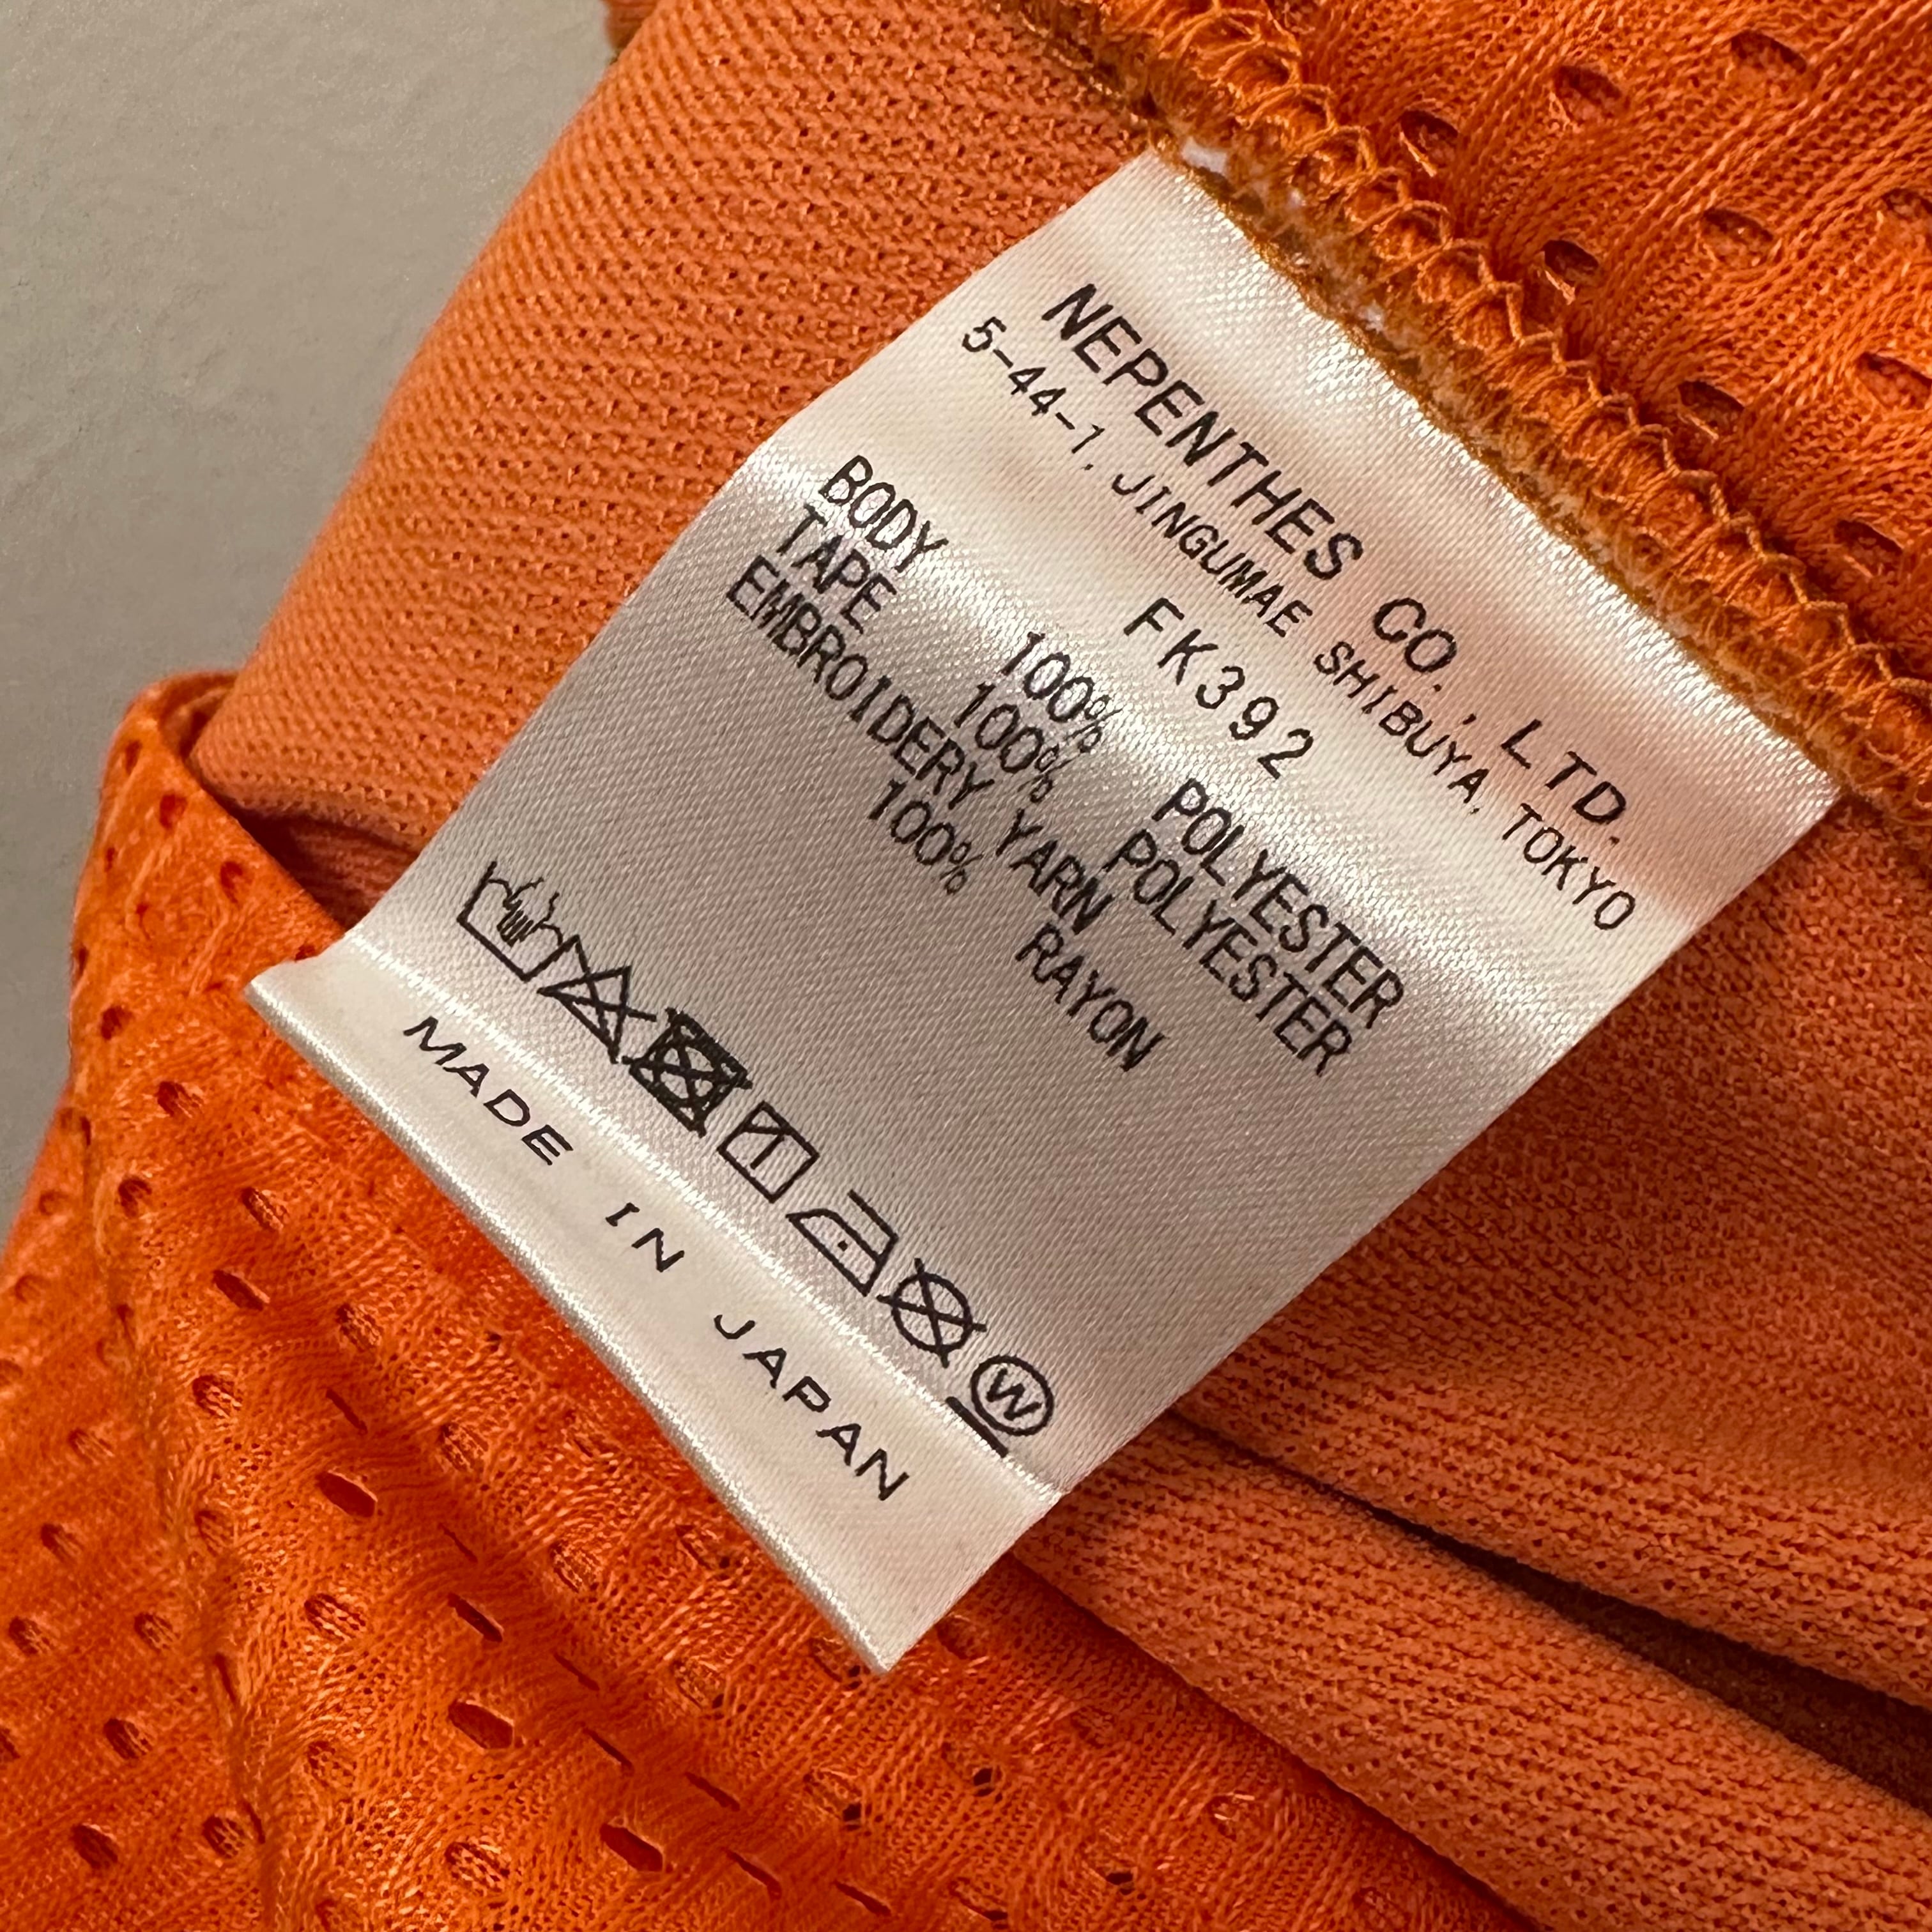 NEPENTHES CO., LTD.
5-44-1, JINGUMAE SHIBUYA, TOKYO
FK392
BODY 100% POLYESTER
TAPE 100% POLYESTER
EMBROIDERY YARN
100% RAYON
W
MADE IN JAPAN